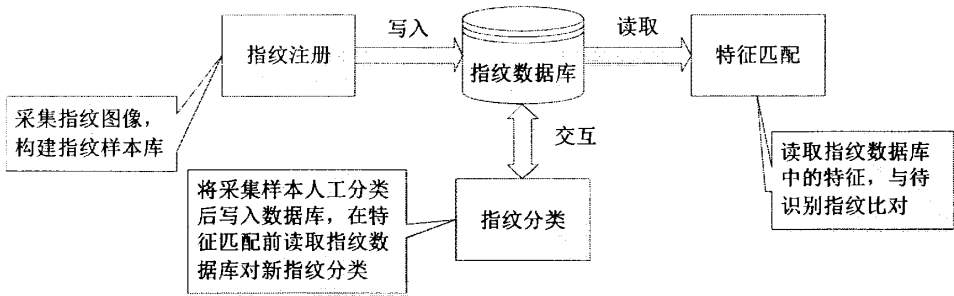 指纹注册
写入
指纹数据库
读取
特征匹配
采集指纹图像，
构建指纹样本库
交互
将采集样本人工分类
后写入数据库，在特
征匹配前读取指纹数
据库对新指纹分类
指纹分类
读取指纹数据库
中的特征，与待
识别指纹比对